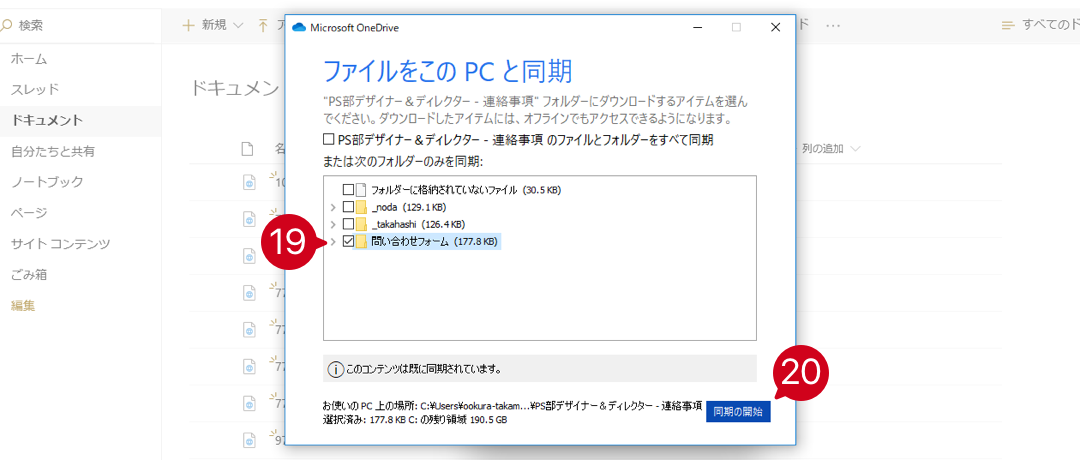 検索
ホーム
スレッド
ドキュメント
自分たちと共有
ノートブック
ページ
サイト コンテンツ
ごみ箱
編集
新規
すべてのド
ドキュメン
列の追加
Microsoft OneDrive
ファイルをこの PC と同期
"PS部デザイナー＆ディレクター - 連絡事項" フォルダーにダウンロードするアイテムを選ん
でください。ダウンロードしたアイテムには、オフラインでもアクセスできるようになります。
PS部デザイナー＆ディレクター - 連絡事項 のファイルとフォルダーをすべて同期
または次のフォルダーのみを同期:
フォルダーに格納されていないファイル (30.5 KB)
_noda (129.1 KB)
_takahashi (126.4 KB)
19
問い合わせフォーム (177.8 KB)
このコンテンツは既に同期されています。
20
お使いの PC 上の場所: C:¥Users¥ookura-takam...¥PS部デザイナー＆ディレクター - 連絡事項
選択済み: 177.8 KB C: の残り領域 190.5 GB
同期の開始